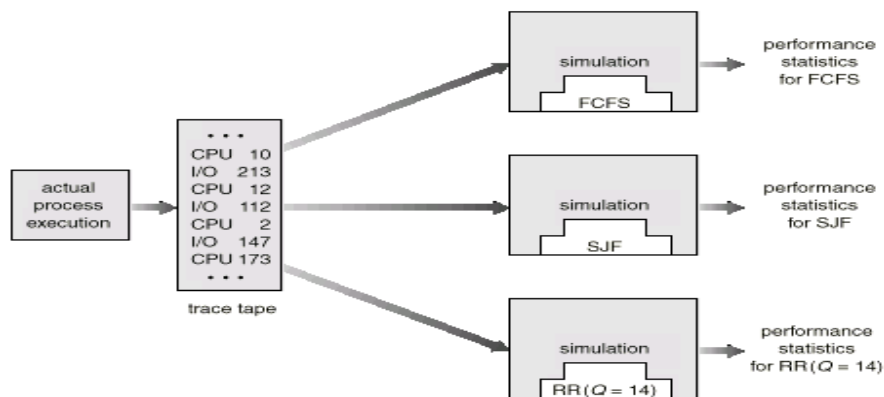 actual
process
execution
• • •
CPU 10
I/O 213
CPU 12
I/O 112
CPU 2
I/O 147
CPU 173
• • •
trace tape
simulation
FCFS
performance
statistics
for FCFS
simulation
SJF
performance
statistics
for SJF
simulation
RR (Q = 14)
performance
statistics
for RR (Q = 14)